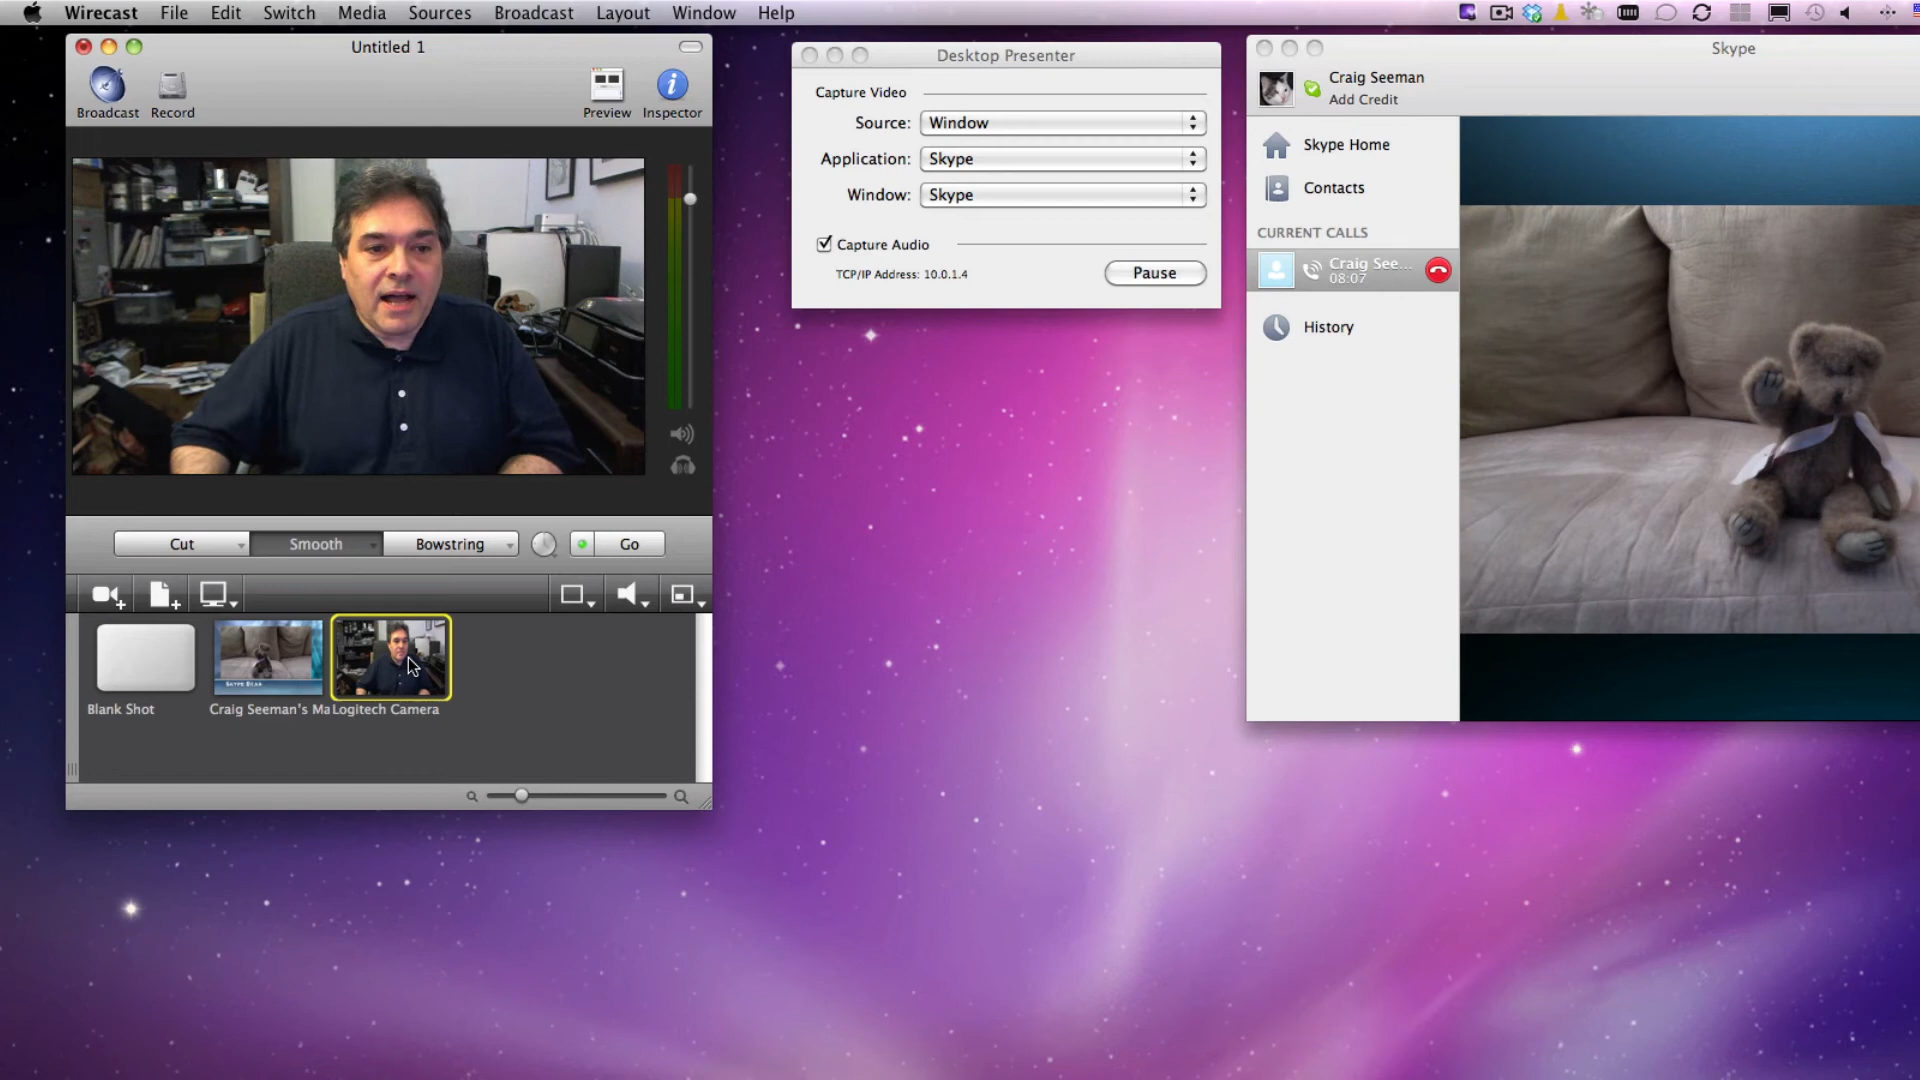 Wirecast File Edit Switch Media Sources Broadcast Layout Window Help
Untitled 1
Broadcast
Record
Preview
Inspector
Cut
Smooth
Bowstring
Go
SKYPE BEAR
Blank Shot
Craig Seeman's Ma
Logitech Camera
Desktop Presenter
Capture Video
Source: Window
Application: Skype
Window: Skype
Capture Audio
TCP/IP Address: 10.0.1.4
Pause
Skype
Craig Seeman
Add Credit
Skype Home
Contacts
CURRENT CALLS
Craig See...
08:07
History